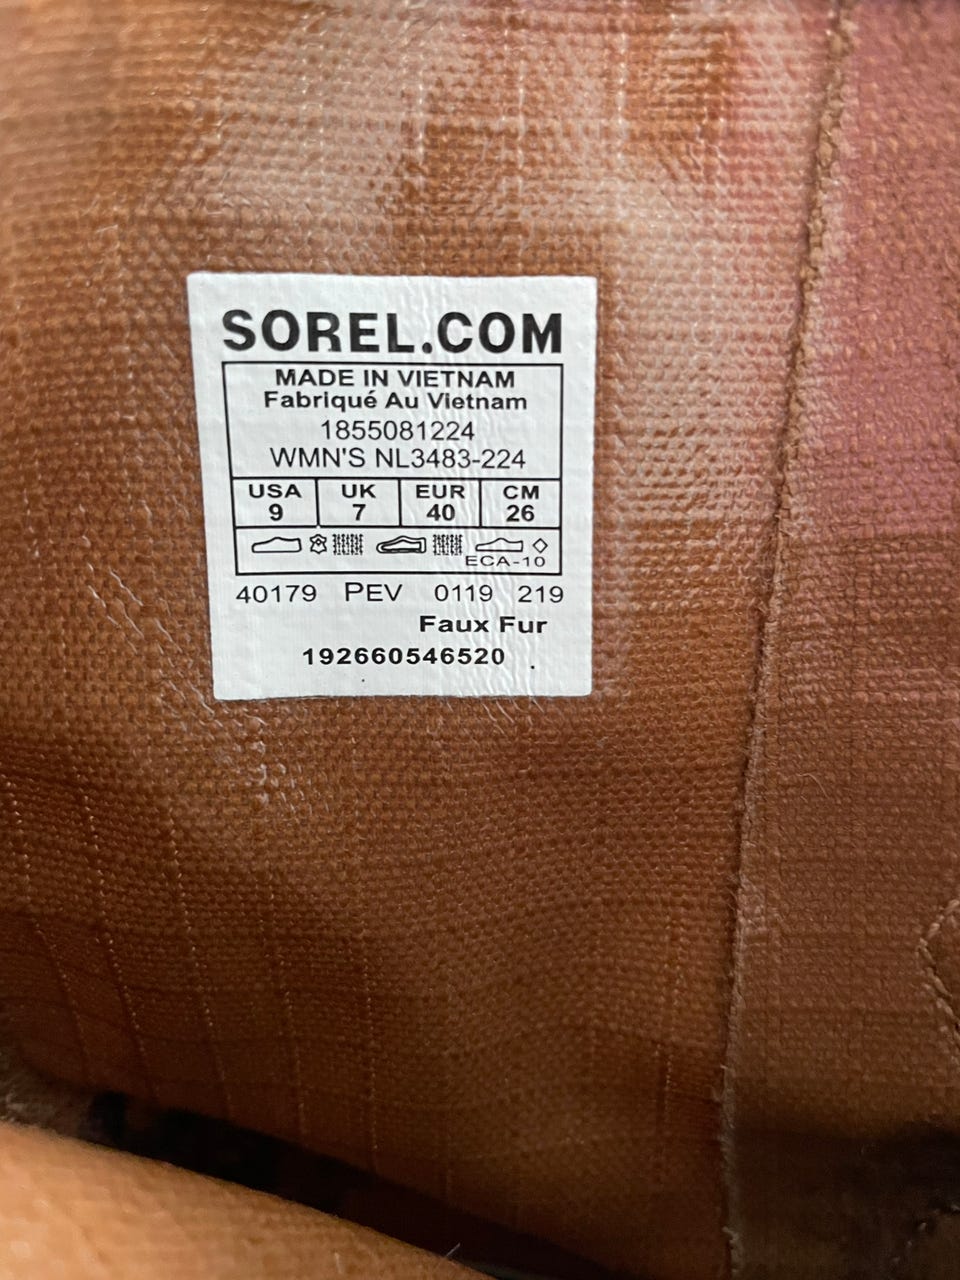 SOREL.COM
MADE IN VIETNAM
Fabriqué Au Vietnam
1855081224
WMN'S NL3483-224
USA UK EUR CM
9 7 40 26
ECA-10
40179 PEV 0119 219
Faux Fur
192660546520